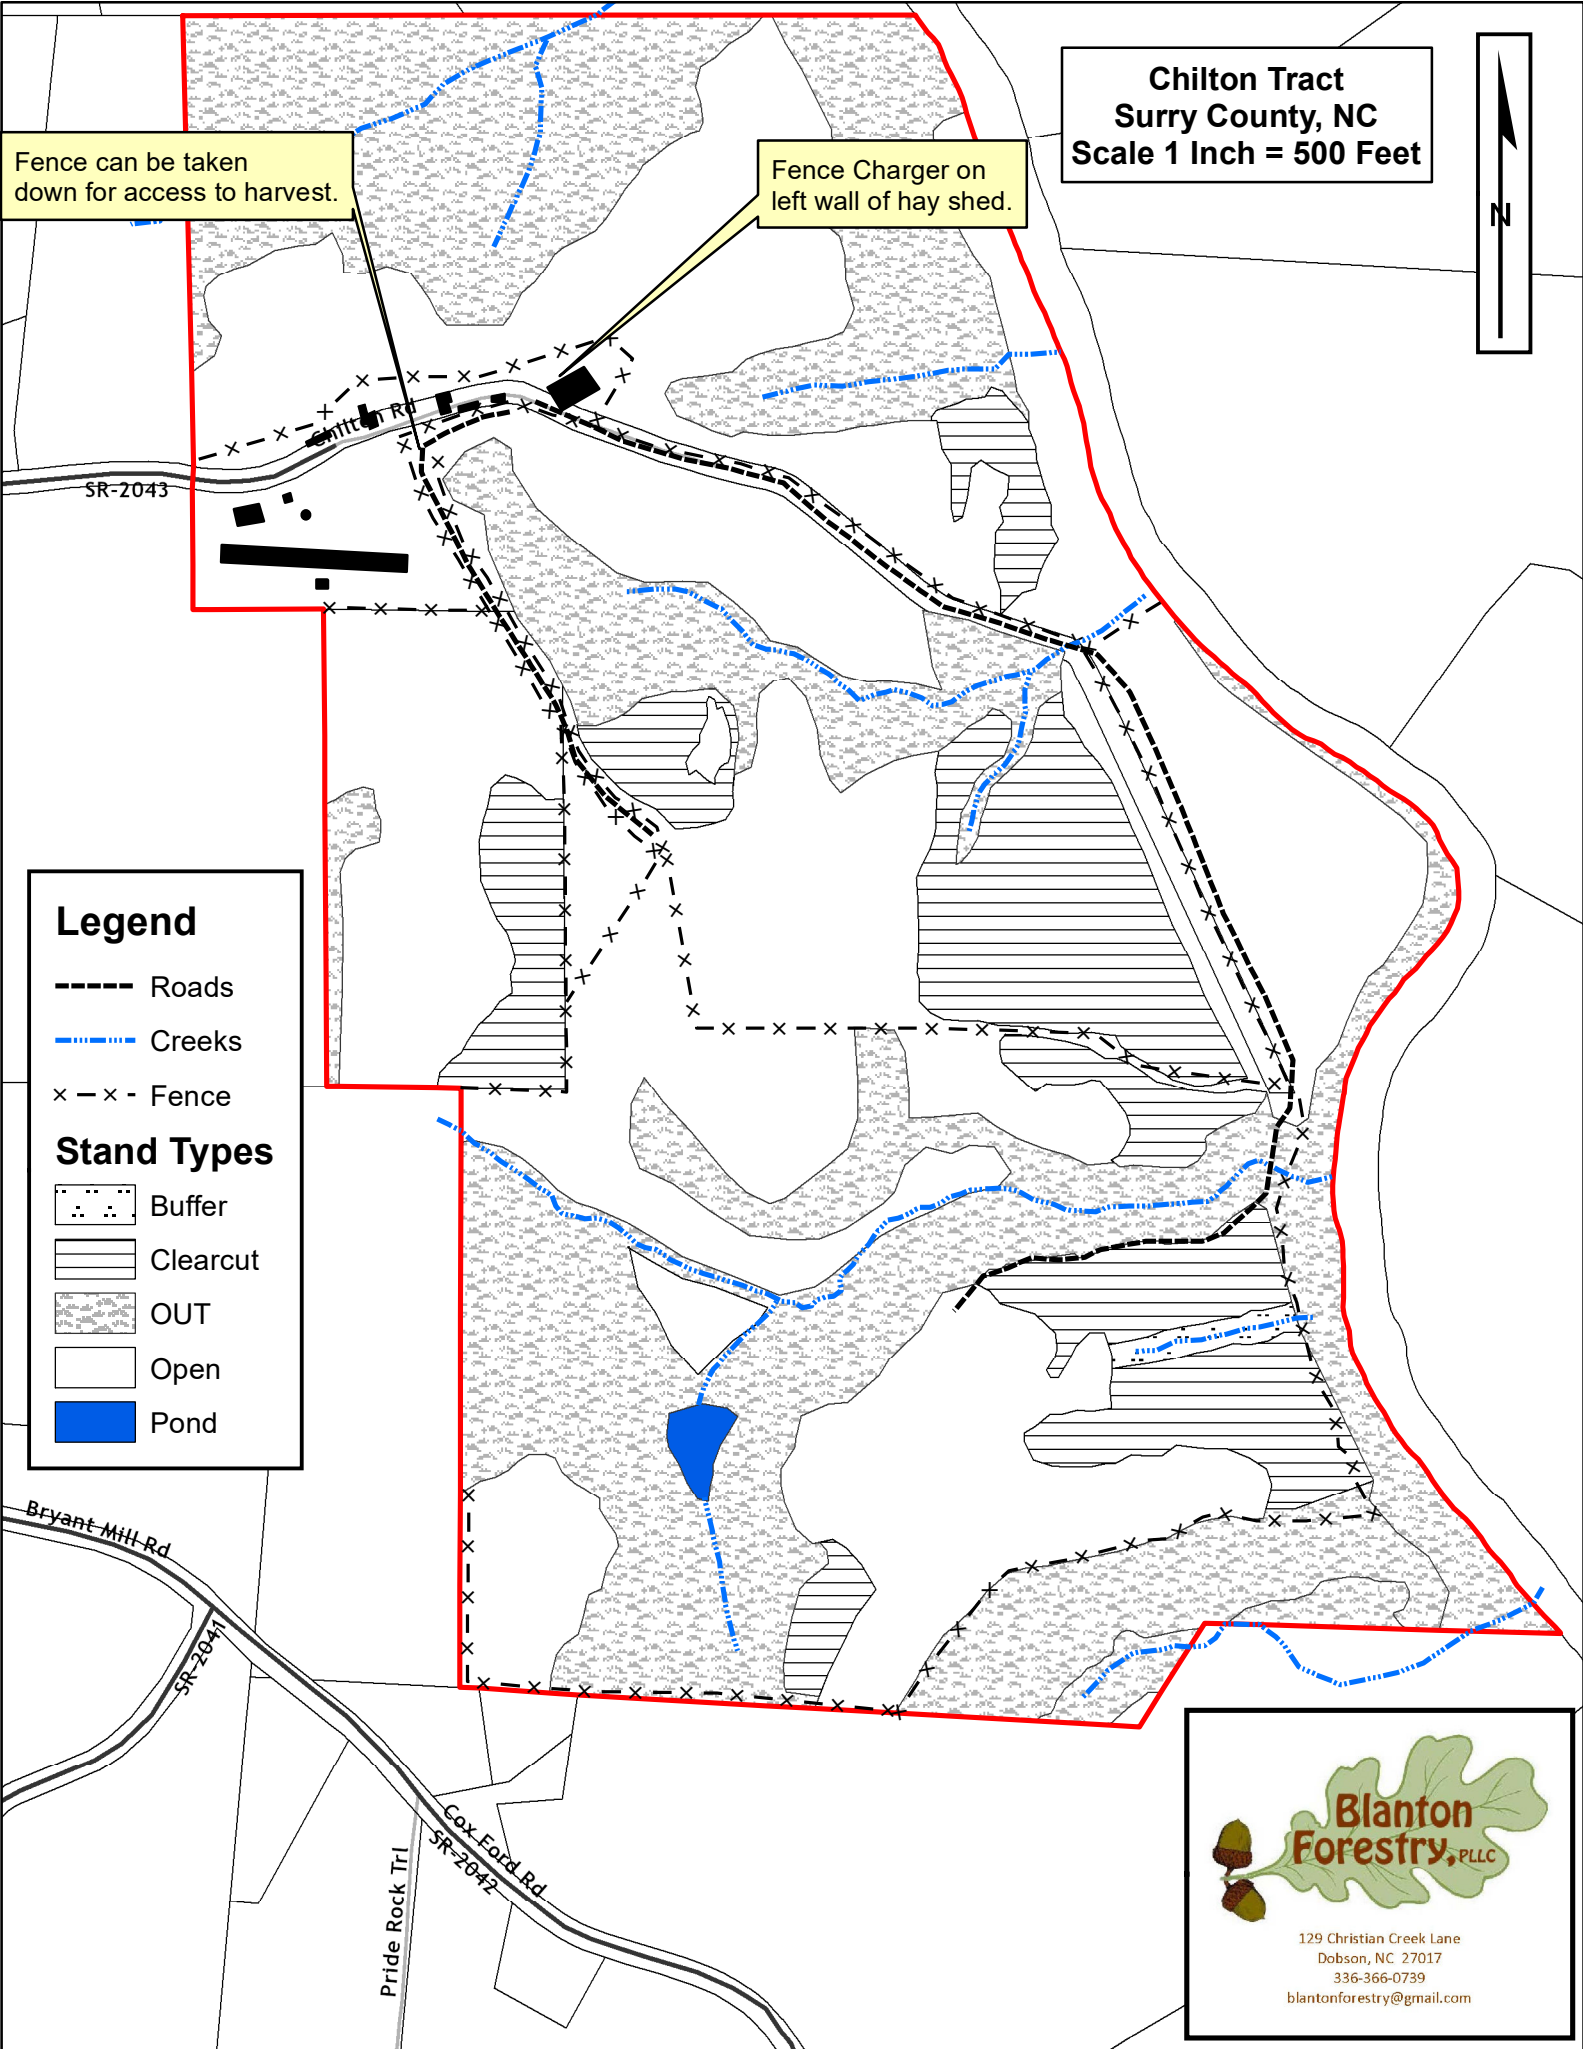 Chilton Tract
Surry County, NC
Scale 1 Inch = 500 Feet
N
Fence can be taken
down for access to harvest.
Fence Charger on
left wall of hay shed.
Chilton Rd
SR-2043
Legend
Roads
Creeks
Fence
Stand Types
Buffer
Clearcut
OUT
Open
Pond
Bryant Mill Rd
SR-2041
Cox Ford Rd
SR-2042
Pride Rock Trl
Blanton
Forestry, PLLC
129 Christian Creek Lane
Dobson, NC 27017
336-366-0739
blantonforestry@gmail.com